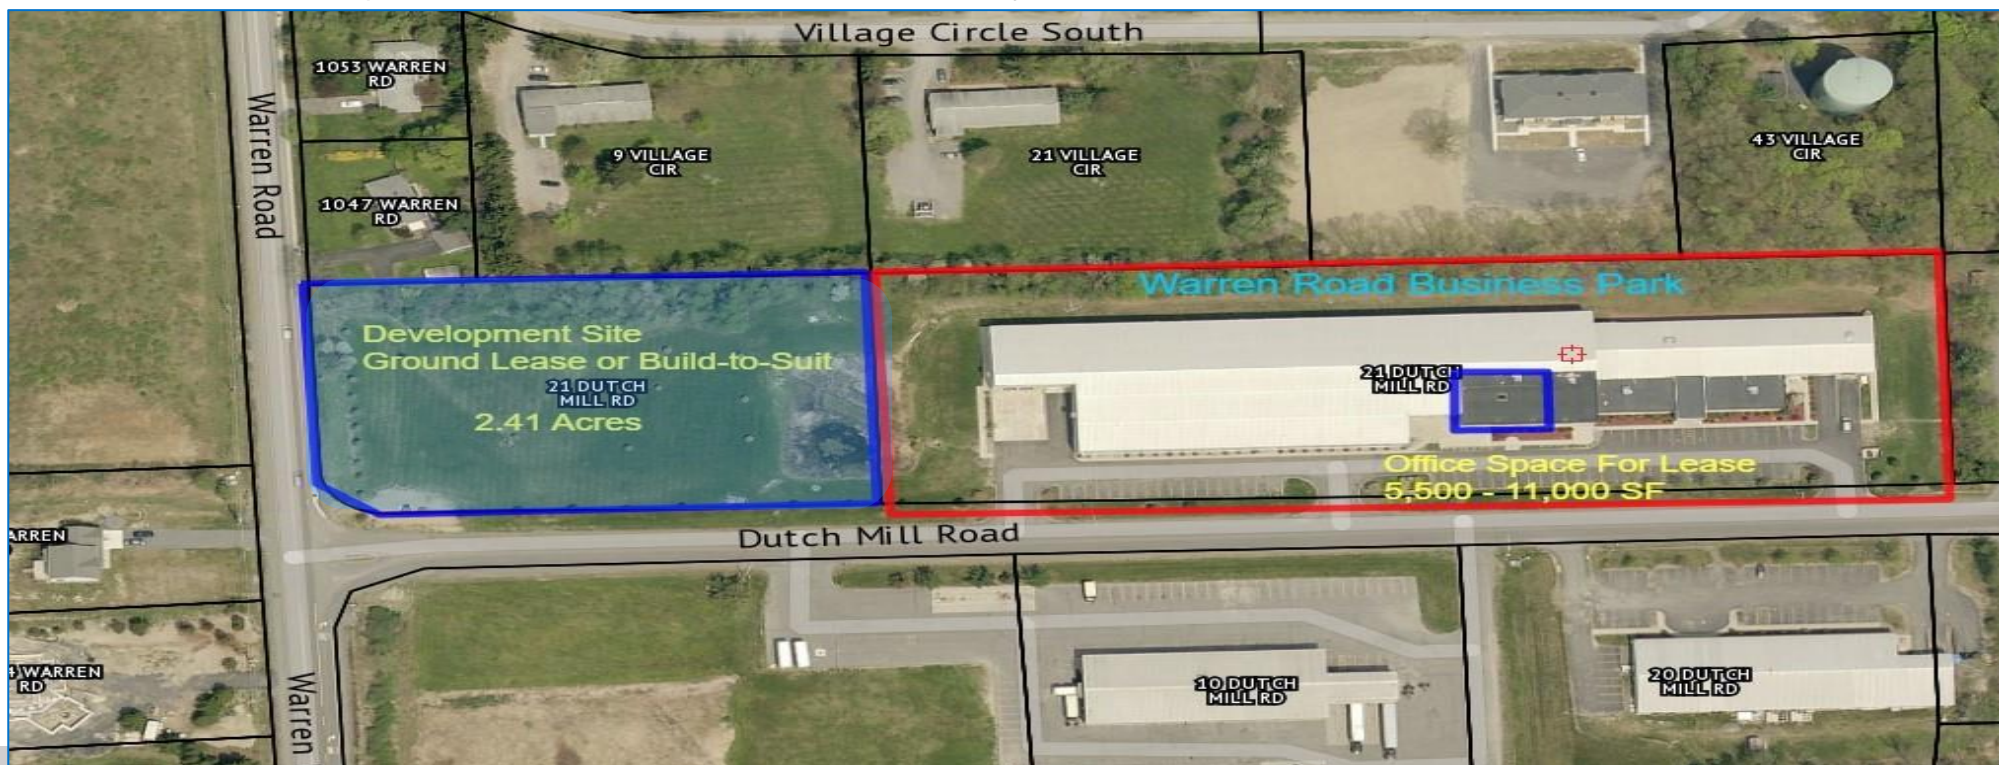 Village Circle South
1053 WARREN
RD
Warren Road
9 VILLAGE
CIR
21 VILLAGE
CIR
43 VILLAGE
CIR
1047 WARREN
RD
Warren Road Business Park
Development Site
Ground Lease or Build-to-Suit
21 DUTCH
MILL RD
2.41 Acres
21 DUTCH
MILL RD
Office Space For Lease
5,500 - 11,000 SF
Dutch Mill Road
ARREN
4 WARREN
RD
Warren
10 DUTCH
MILL RD
20 DUTCH
MILL RD